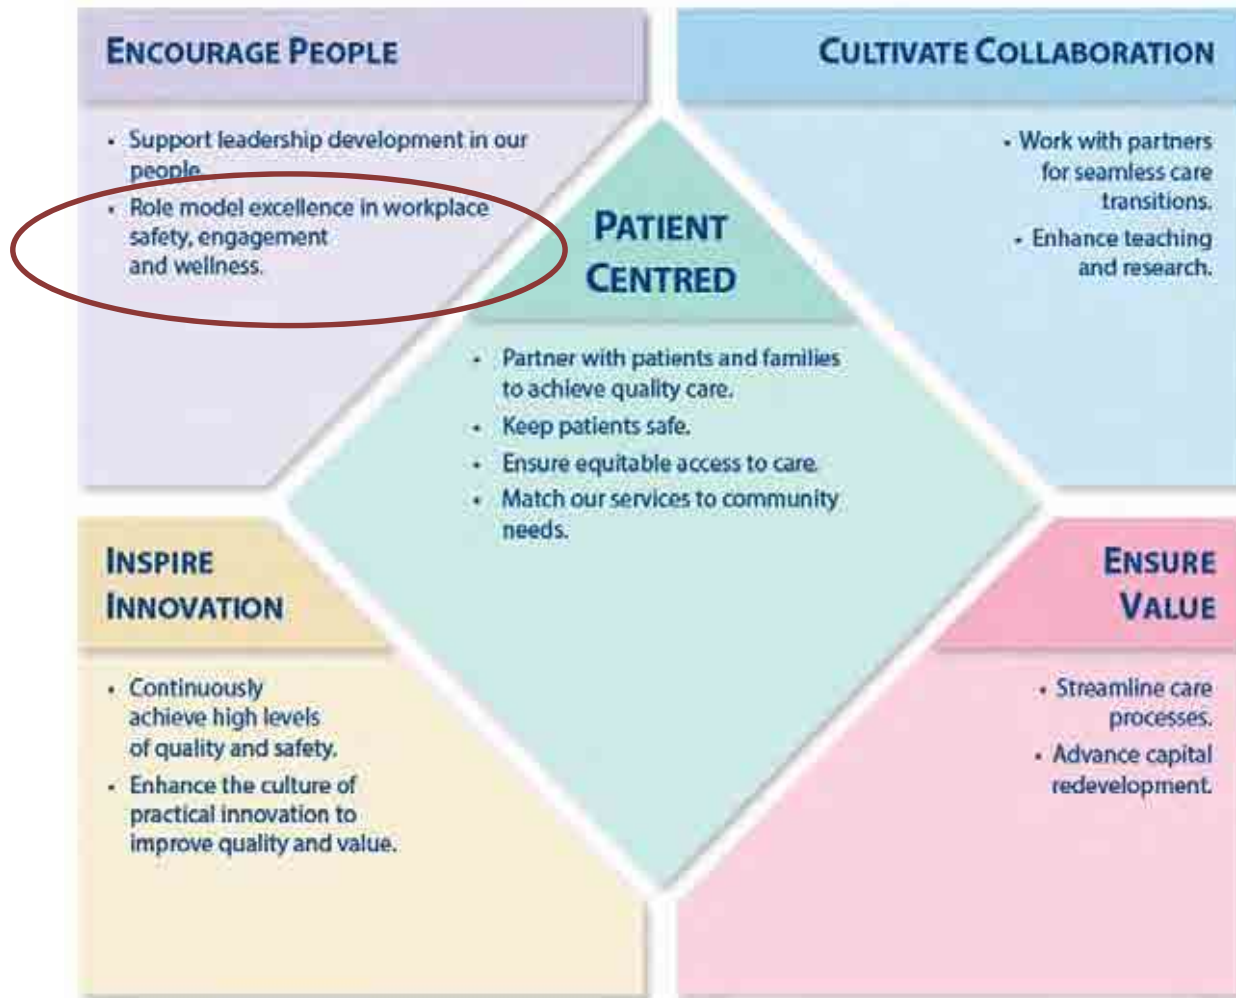 ENCOURAGE PEOPLE
• Support leadership development in our
people.
• Role model excellence in workplace
safety, engagement
and wellness.
CULTIVATE COLLABORATION
• Work with partners
for seamless care
transitions.
• Enhance teaching
and research.
PATIENT
CENTRED
• Partner with patients and families
to achieve quality care.
• Keep patients safe.
• Ensure equitable access to care.
• Match our services to community
needs.
INSPIRE
INNOVATION
• Continuously
achieve high levels
of quality and safety.
• Enhance the culture of
practical innovation to
improve quality and value.
ENSURE
VALUE
• Streamline care
processes.
• Advance capital
redevelopment.